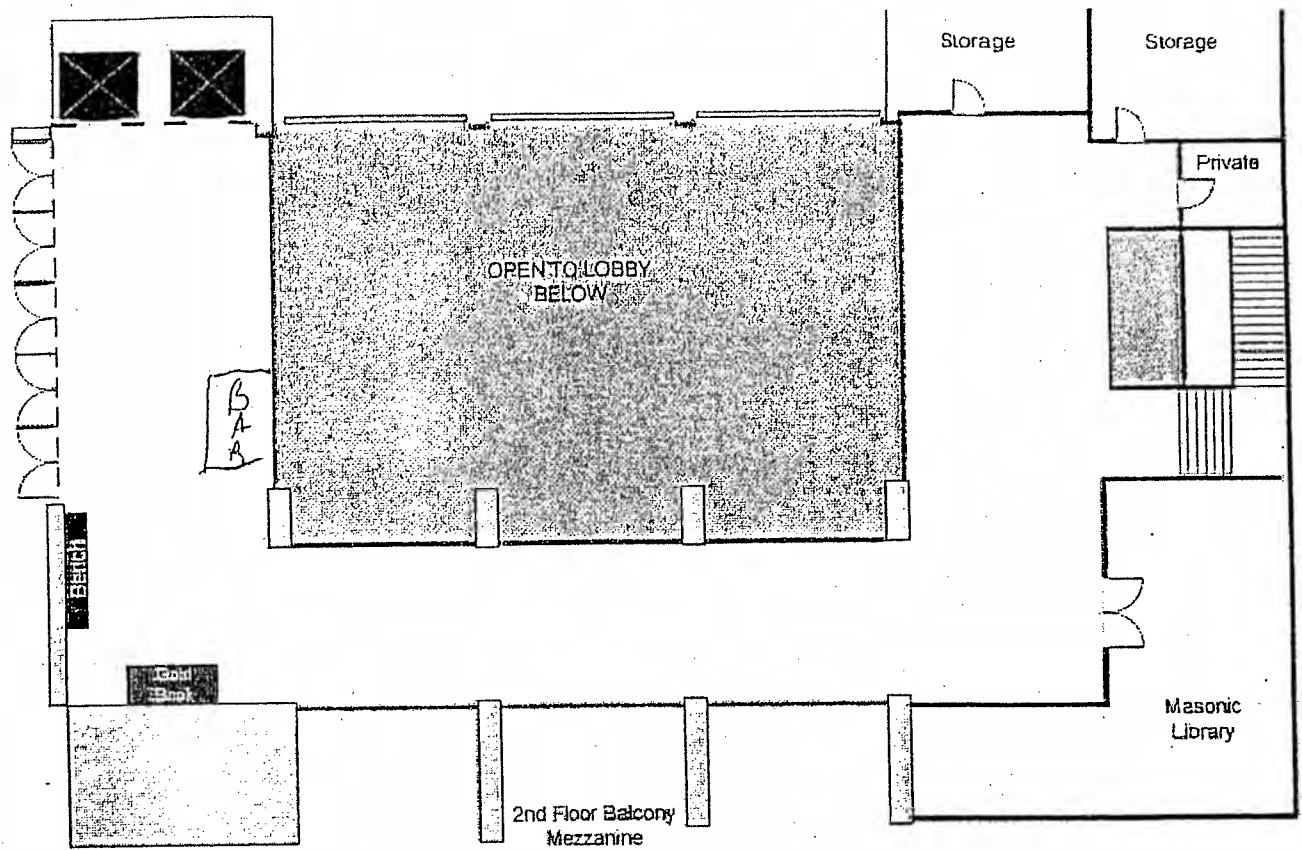 Storage
Storage
Private
OPEN TO LOBBY
BELOW
B
A
R
Bench
Gold
Book
Masonic
Library
2nd Floor Balcony
Mezzanine